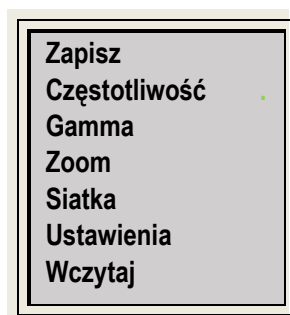 Zapisz
Częstotliwość
Gamma
Zoom
Siatka
Ustawienia
Wczytaj